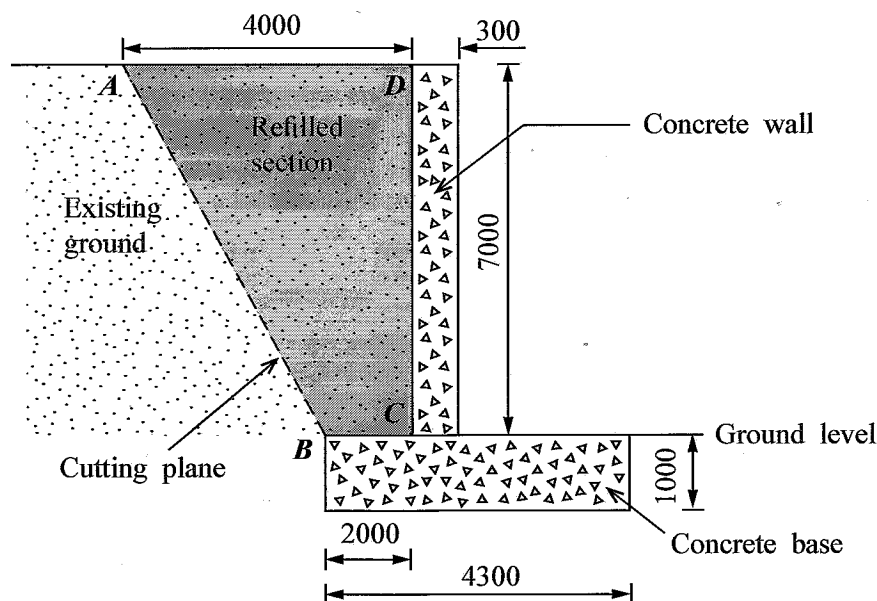 4000
300
A
D
Refilled
section
Concrete wall
Existing
ground
7000
C
B
Ground level
Cutting plane
1000
2000
Concrete base
4300